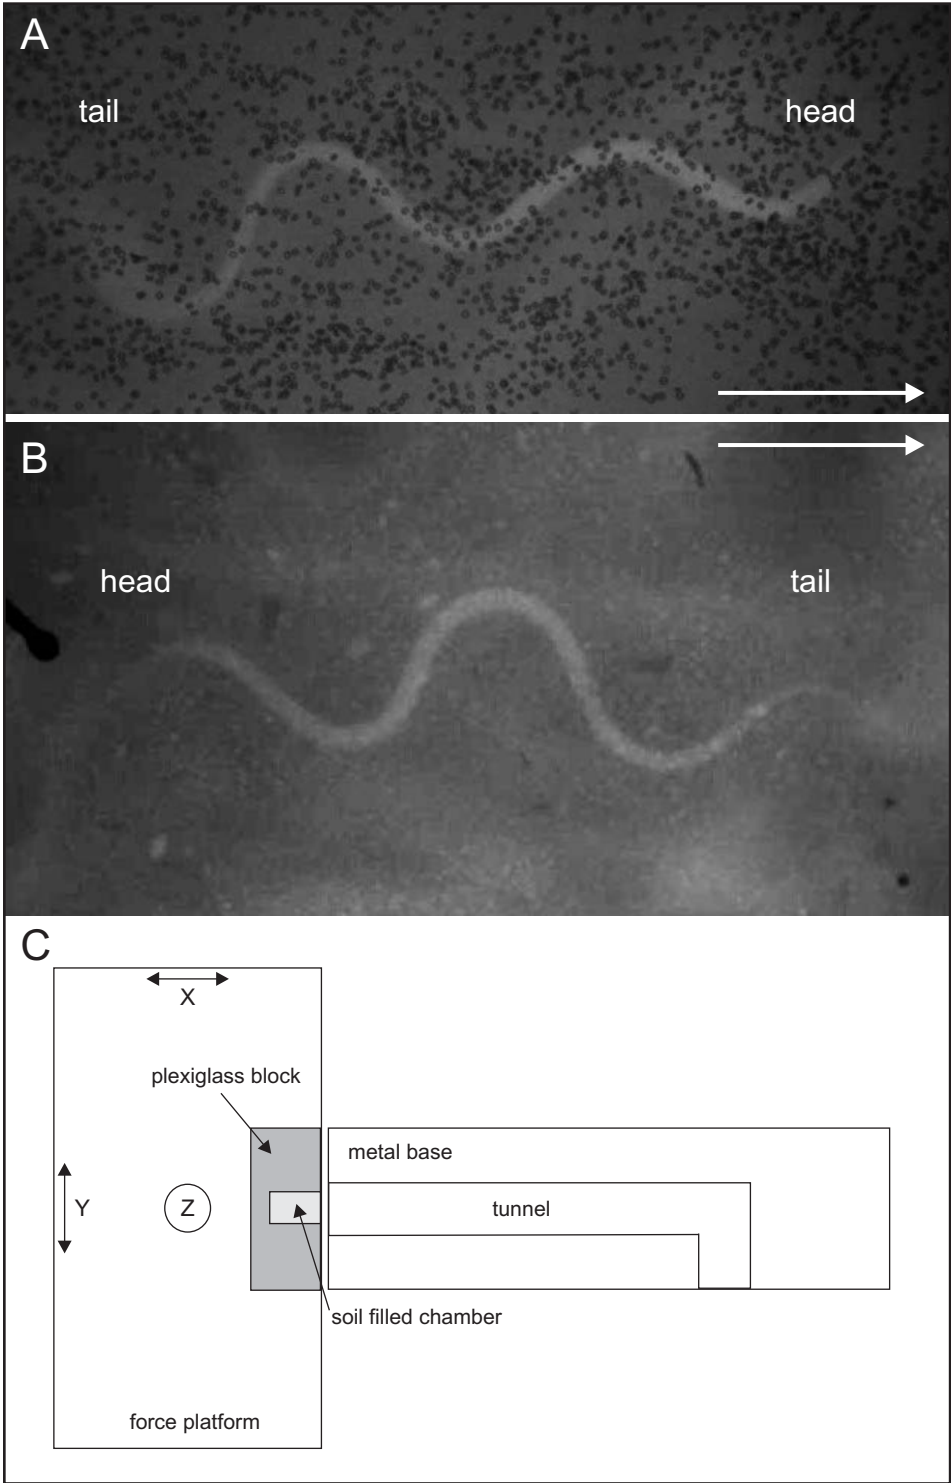 A
tail
head
B
head
tail
C
X
plexiglass block
metal base
Y
Z
tunnel
soil filled chamber
force platform